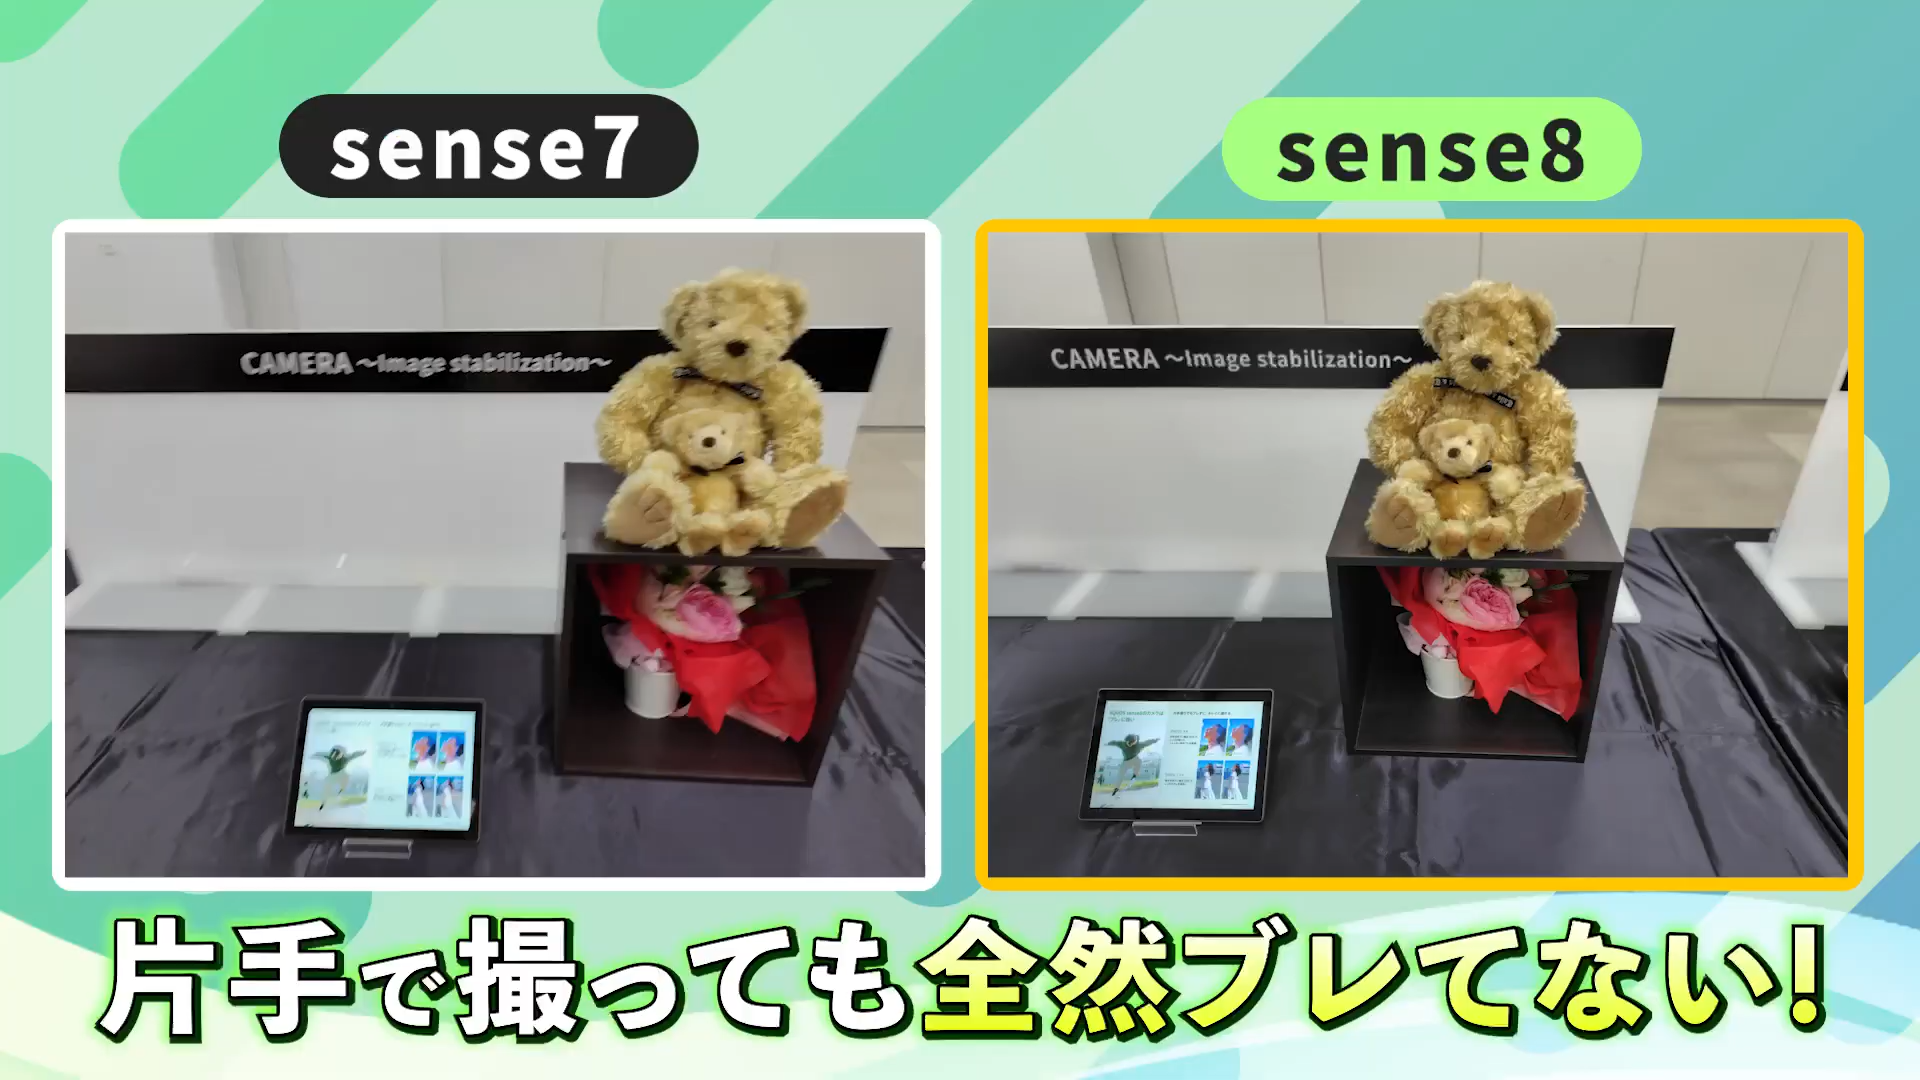 sense7
sense8
CAMERA ～Image stabilization～
CAMERA ～Image stabilization～
片手で撮っても全然ブレてない!